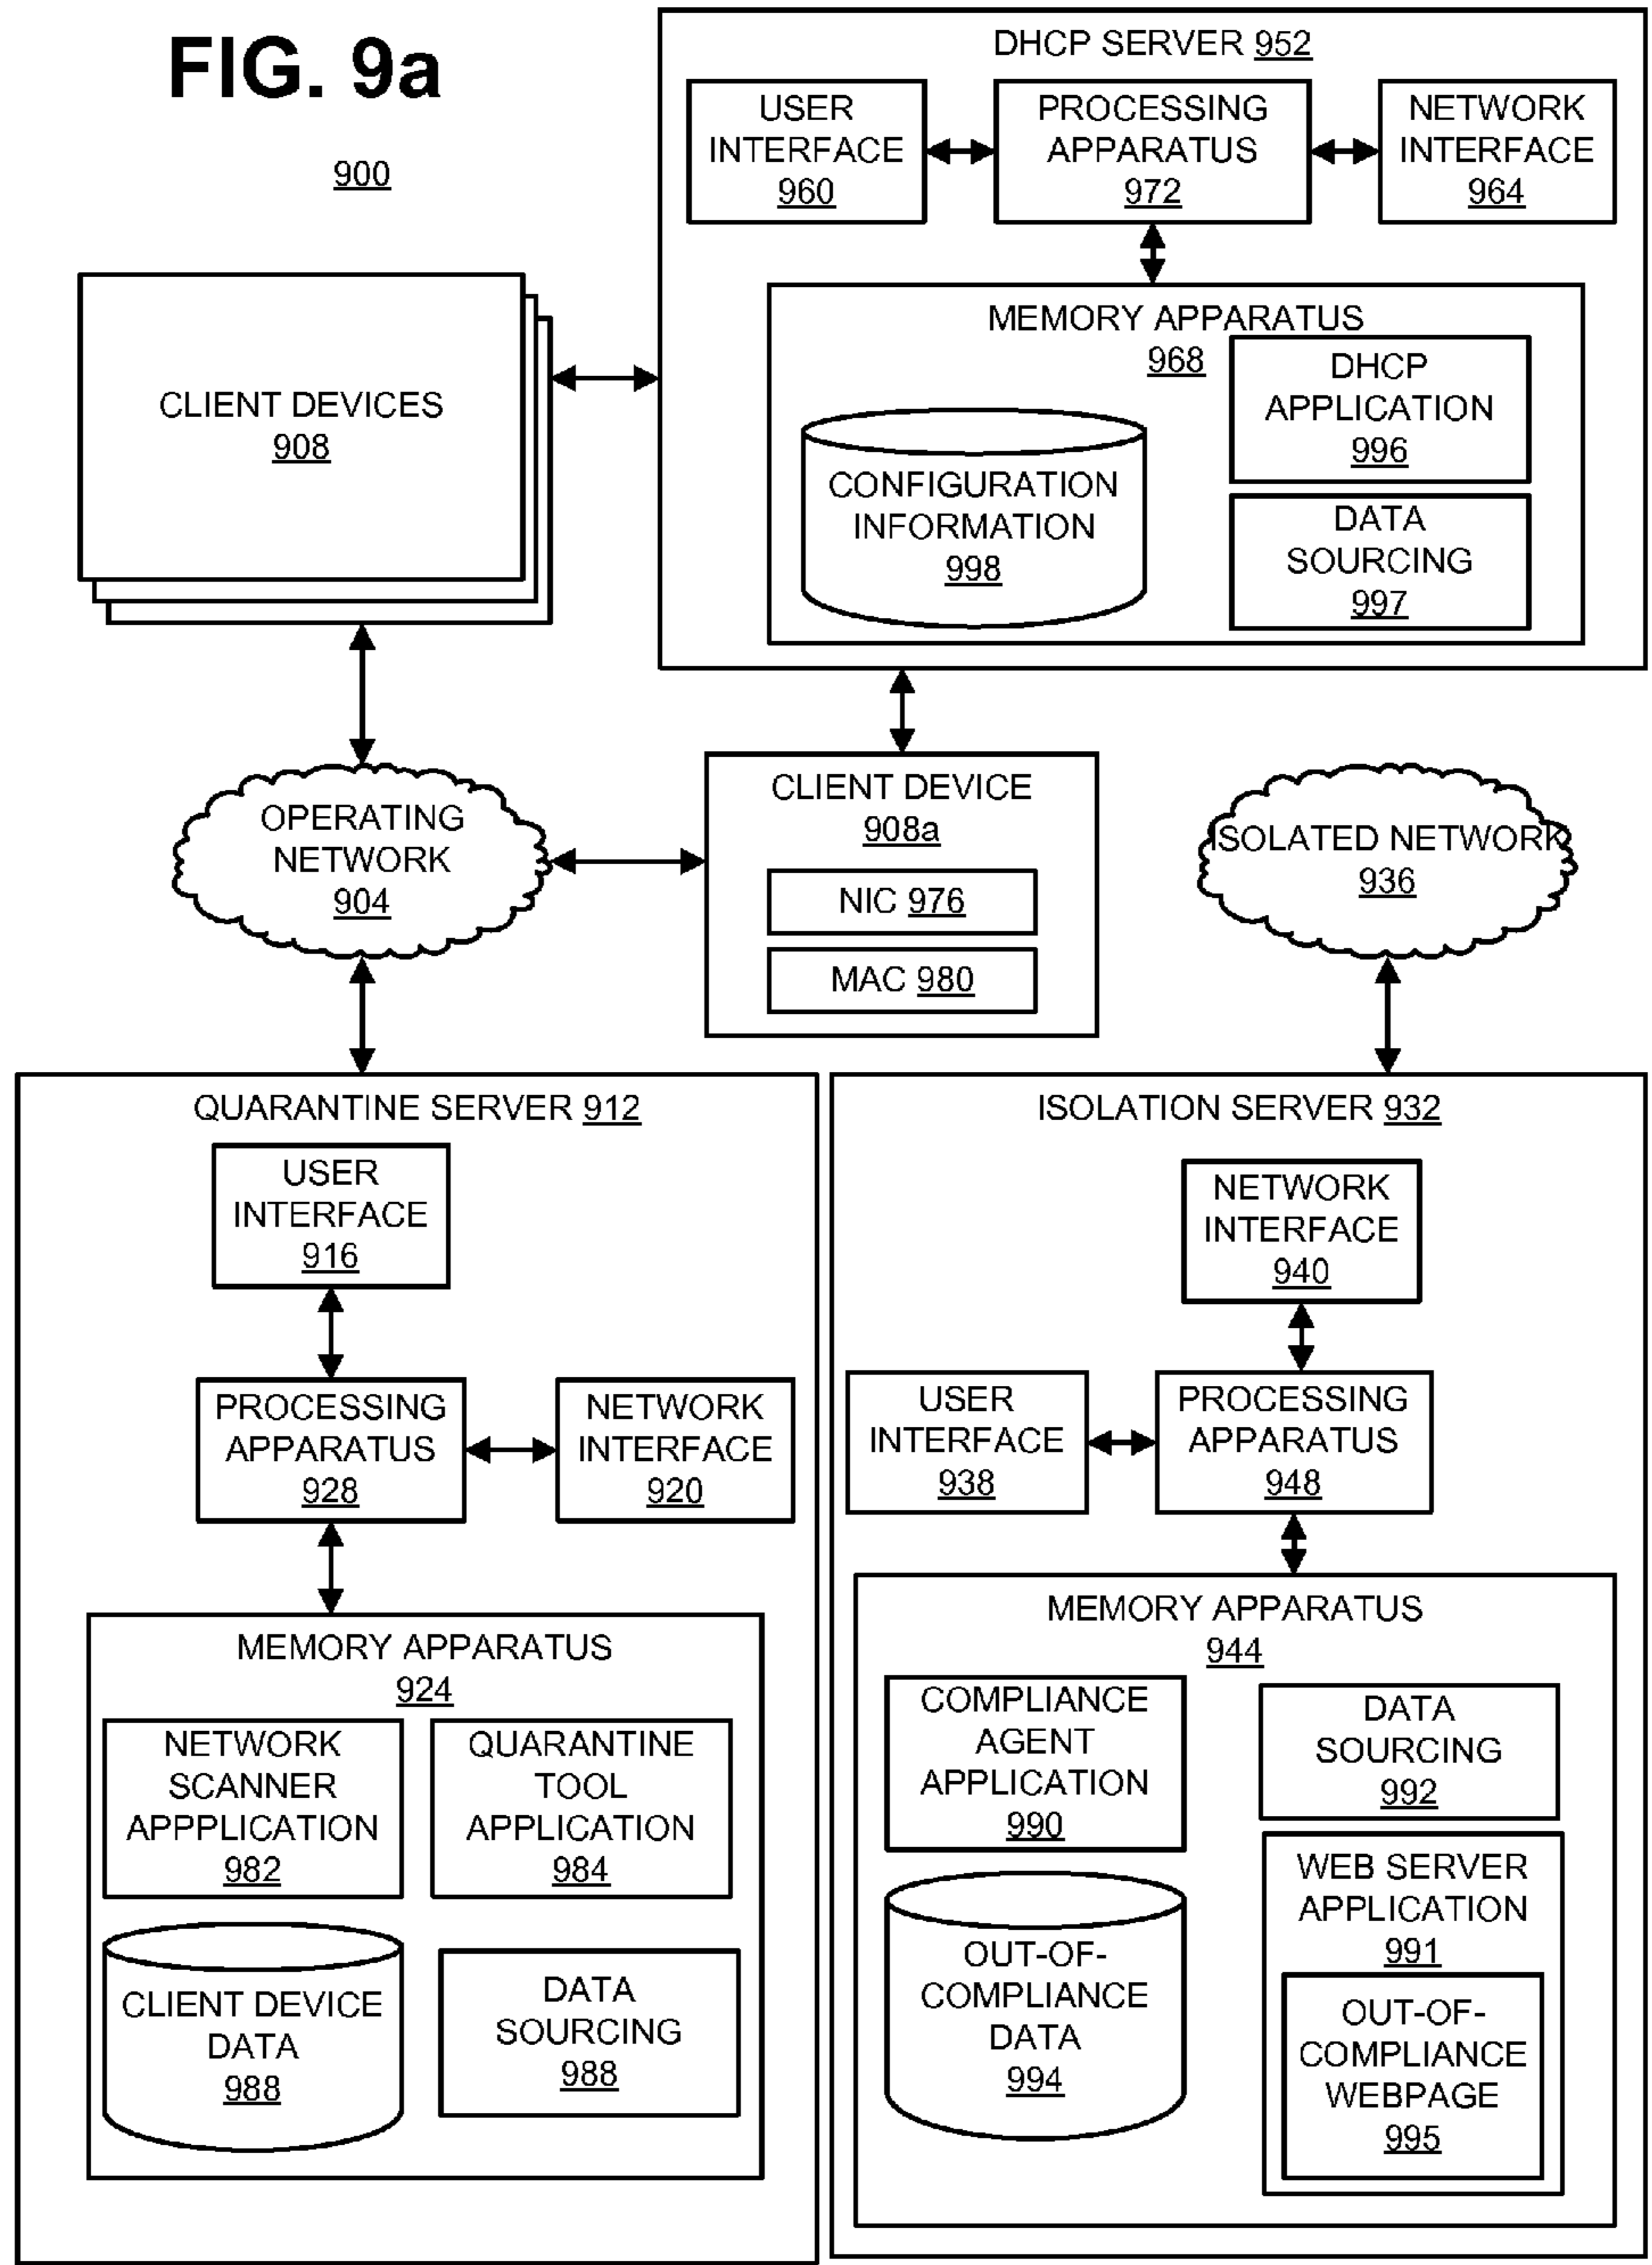 FIG. 9a
900
DHCP SERVER 952
USER
INTERFACE
960
PROCESSING
APPARATUS
972
NETWORK
INTERFACE
964
MEMORY APPARATUS
968
DHCP
APPLICATION
996
CONFIGURATION
INFORMATION
998
DATA
SOURCING
997
CLIENT DEVICES
908
OPERATING
NETWORK
904
CLIENT DEVICE
908a
NIC 976
MAC 980
ISOLATED NETWORK
936
QUARANTINE SERVER 912
USER
INTERFACE
916
PROCESSING
APPARATUS
928
NETWORK
INTERFACE
920
MEMORY APPARATUS
924
NETWORK
SCANNER
APPPLICATION
982
QUARANTINE
TOOL
APPLICATION
984
CLIENT DEVICE
DATA
988
DATA
SOURCING
988
ISOLATION SERVER 932
NETWORK
INTERFACE
940
USER
INTERFACE
938
PROCESSING
APPARATUS
948
MEMORY APPARATUS
944
COMPLIANCE
AGENT
APPLICATION
990
DATA
SOURCING
992
OUT-OF-
COMPLIANCE
DATA
994
WEB SERVER
APPLICATION
991
OUT-OF-
COMPLIANCE
WEBPAGE
995